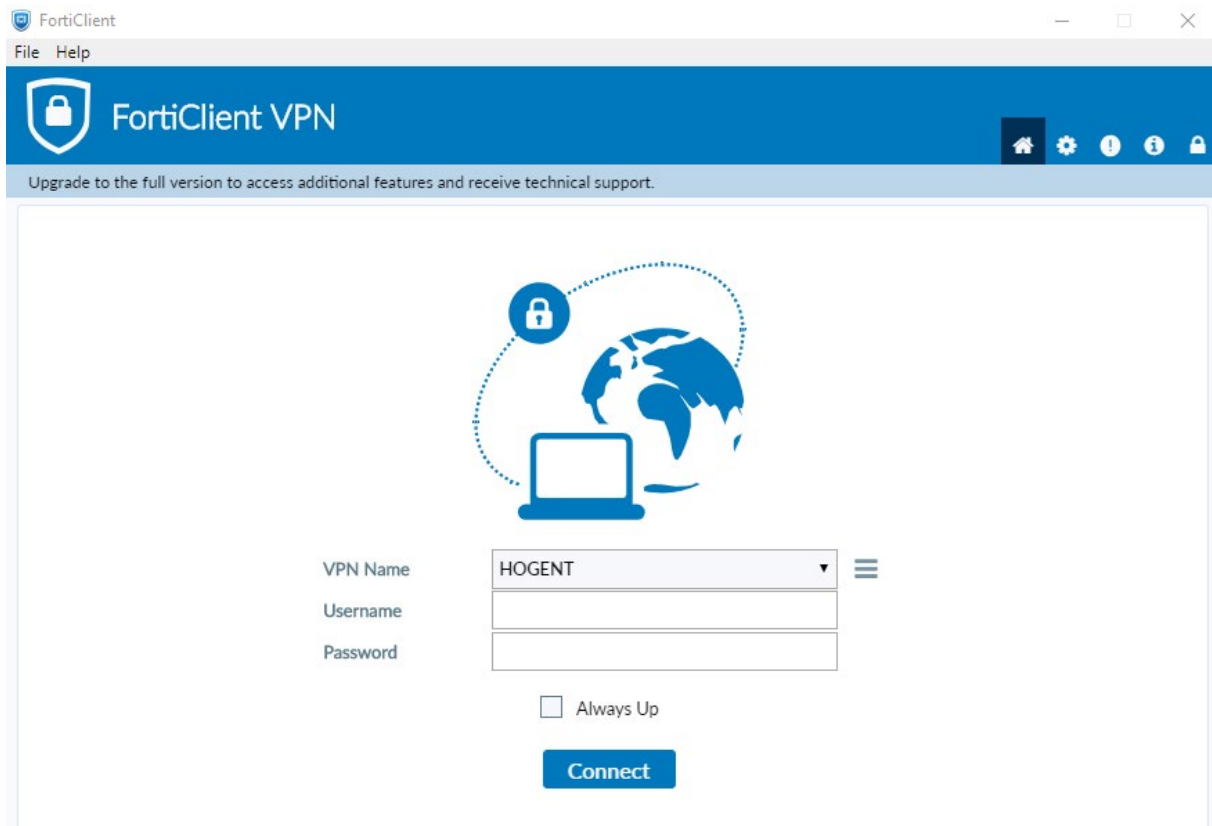 FortiClient
File Help
FortiClient VPN
Upgrade to the full version to access additional features and receive technical support.
VPN Name HOGENT
Username
Password
Always Up
Connect